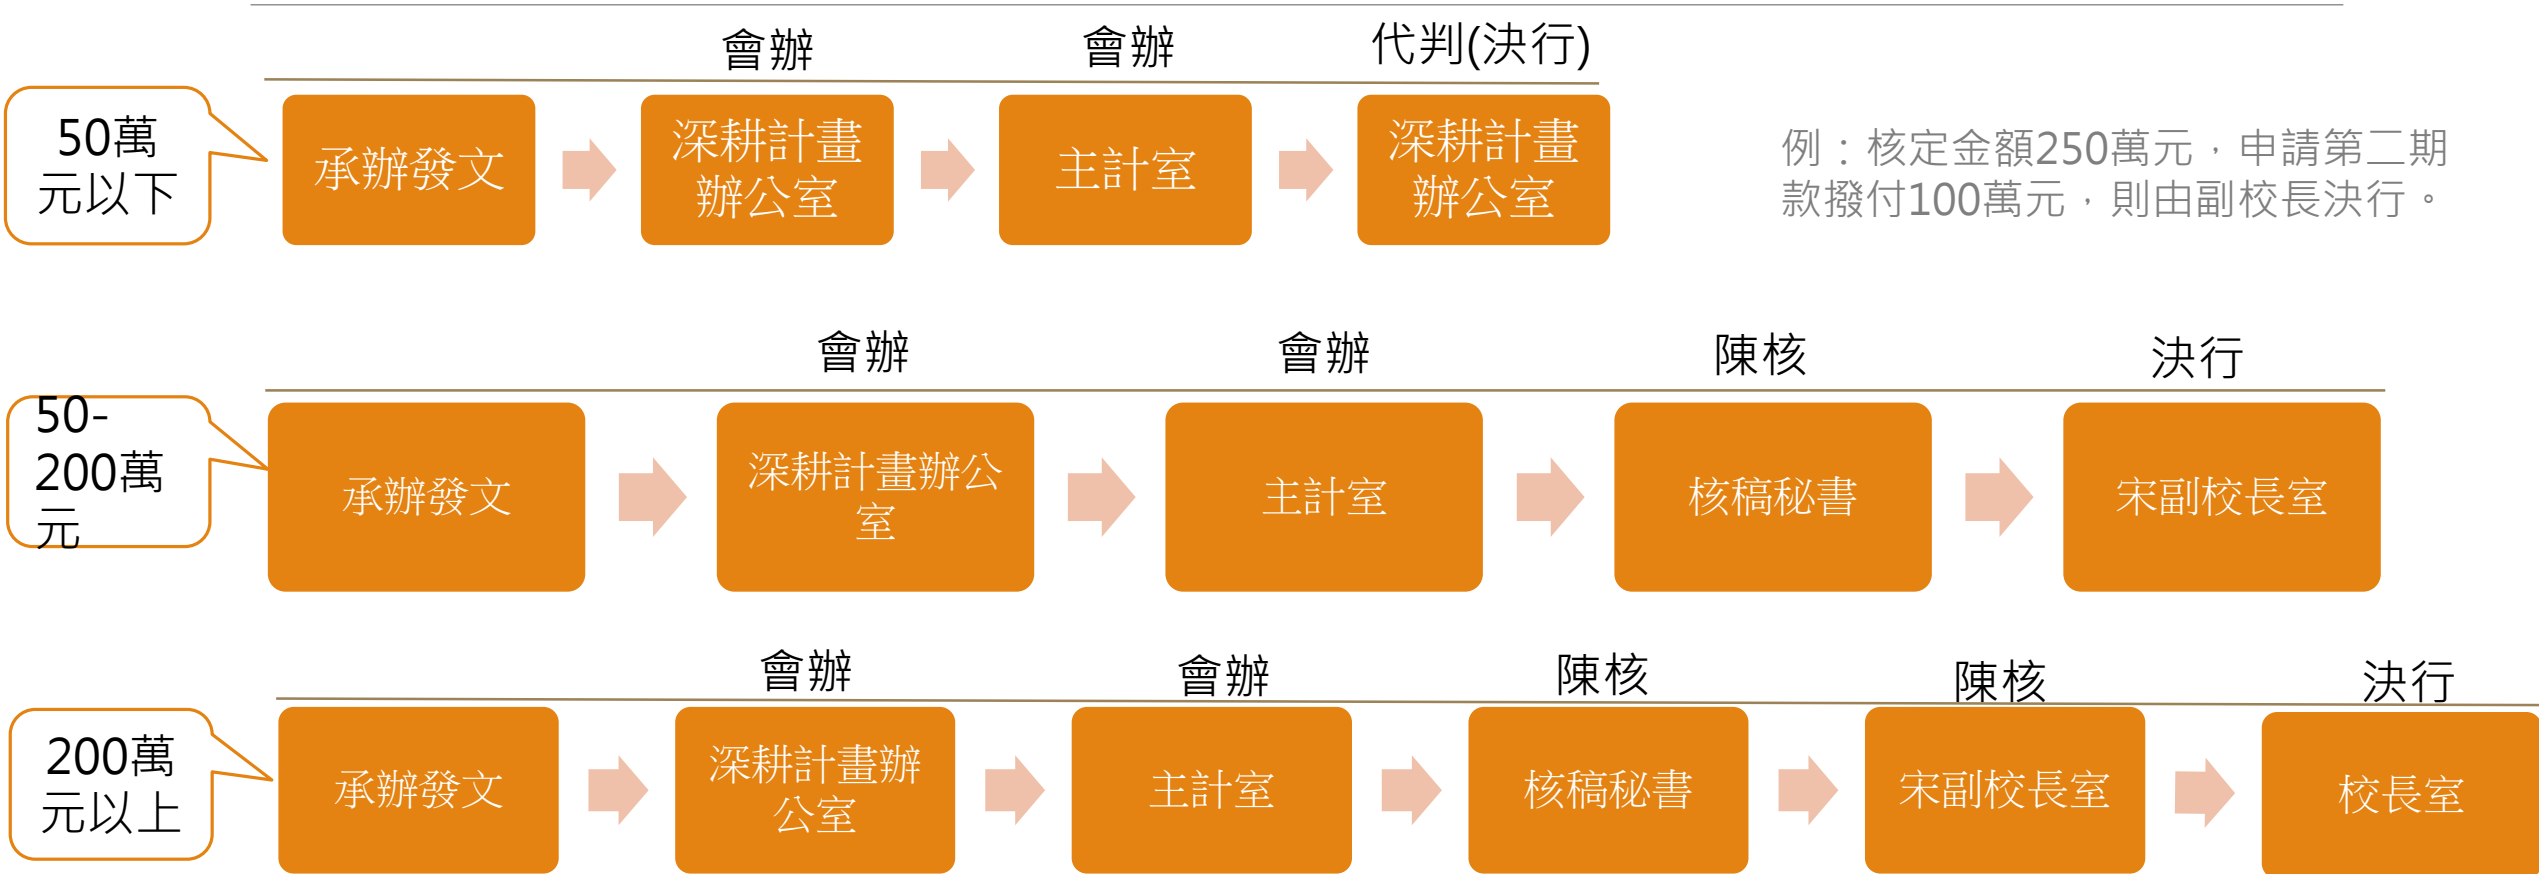 會辦
會辦
代判(決行)
50萬
元以下
承辦發文
深耕計畫
辦公室
主計室
深耕計畫
辦公室
例：核定金額250萬元，申請第二期
款撥付100萬元，則由副校長決行。
會辦
會辦
陳核
決行
50-
200萬
元
承辦發文
深耕計畫辦公
室
主計室
核稿秘書
宋副校長室
會辦
會辦
陳核
陳核
決行
200萬
元以上
承辦發文
深耕計畫辦
公室
主計室
核稿秘書
宋副校長室
校長室